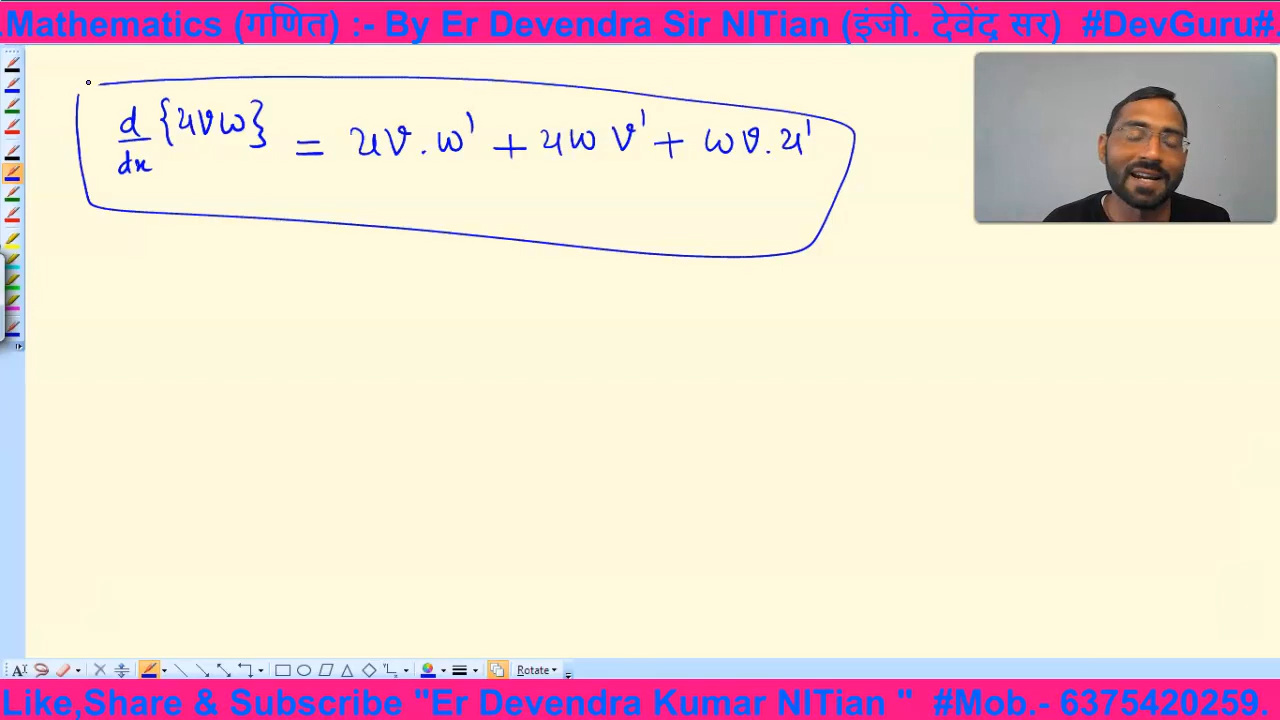 .Mathematics (गणित) :- By Er Devendra Sir NITian (इंजी. देवेंद्र सर) #DevGuru#.
d/dx {uvw} = uv.w' + uw v' + wv.u'
Rotate
Like,Share & Subscribe "Er Devendra Kumar NITian " #Mob.- 6375420259.